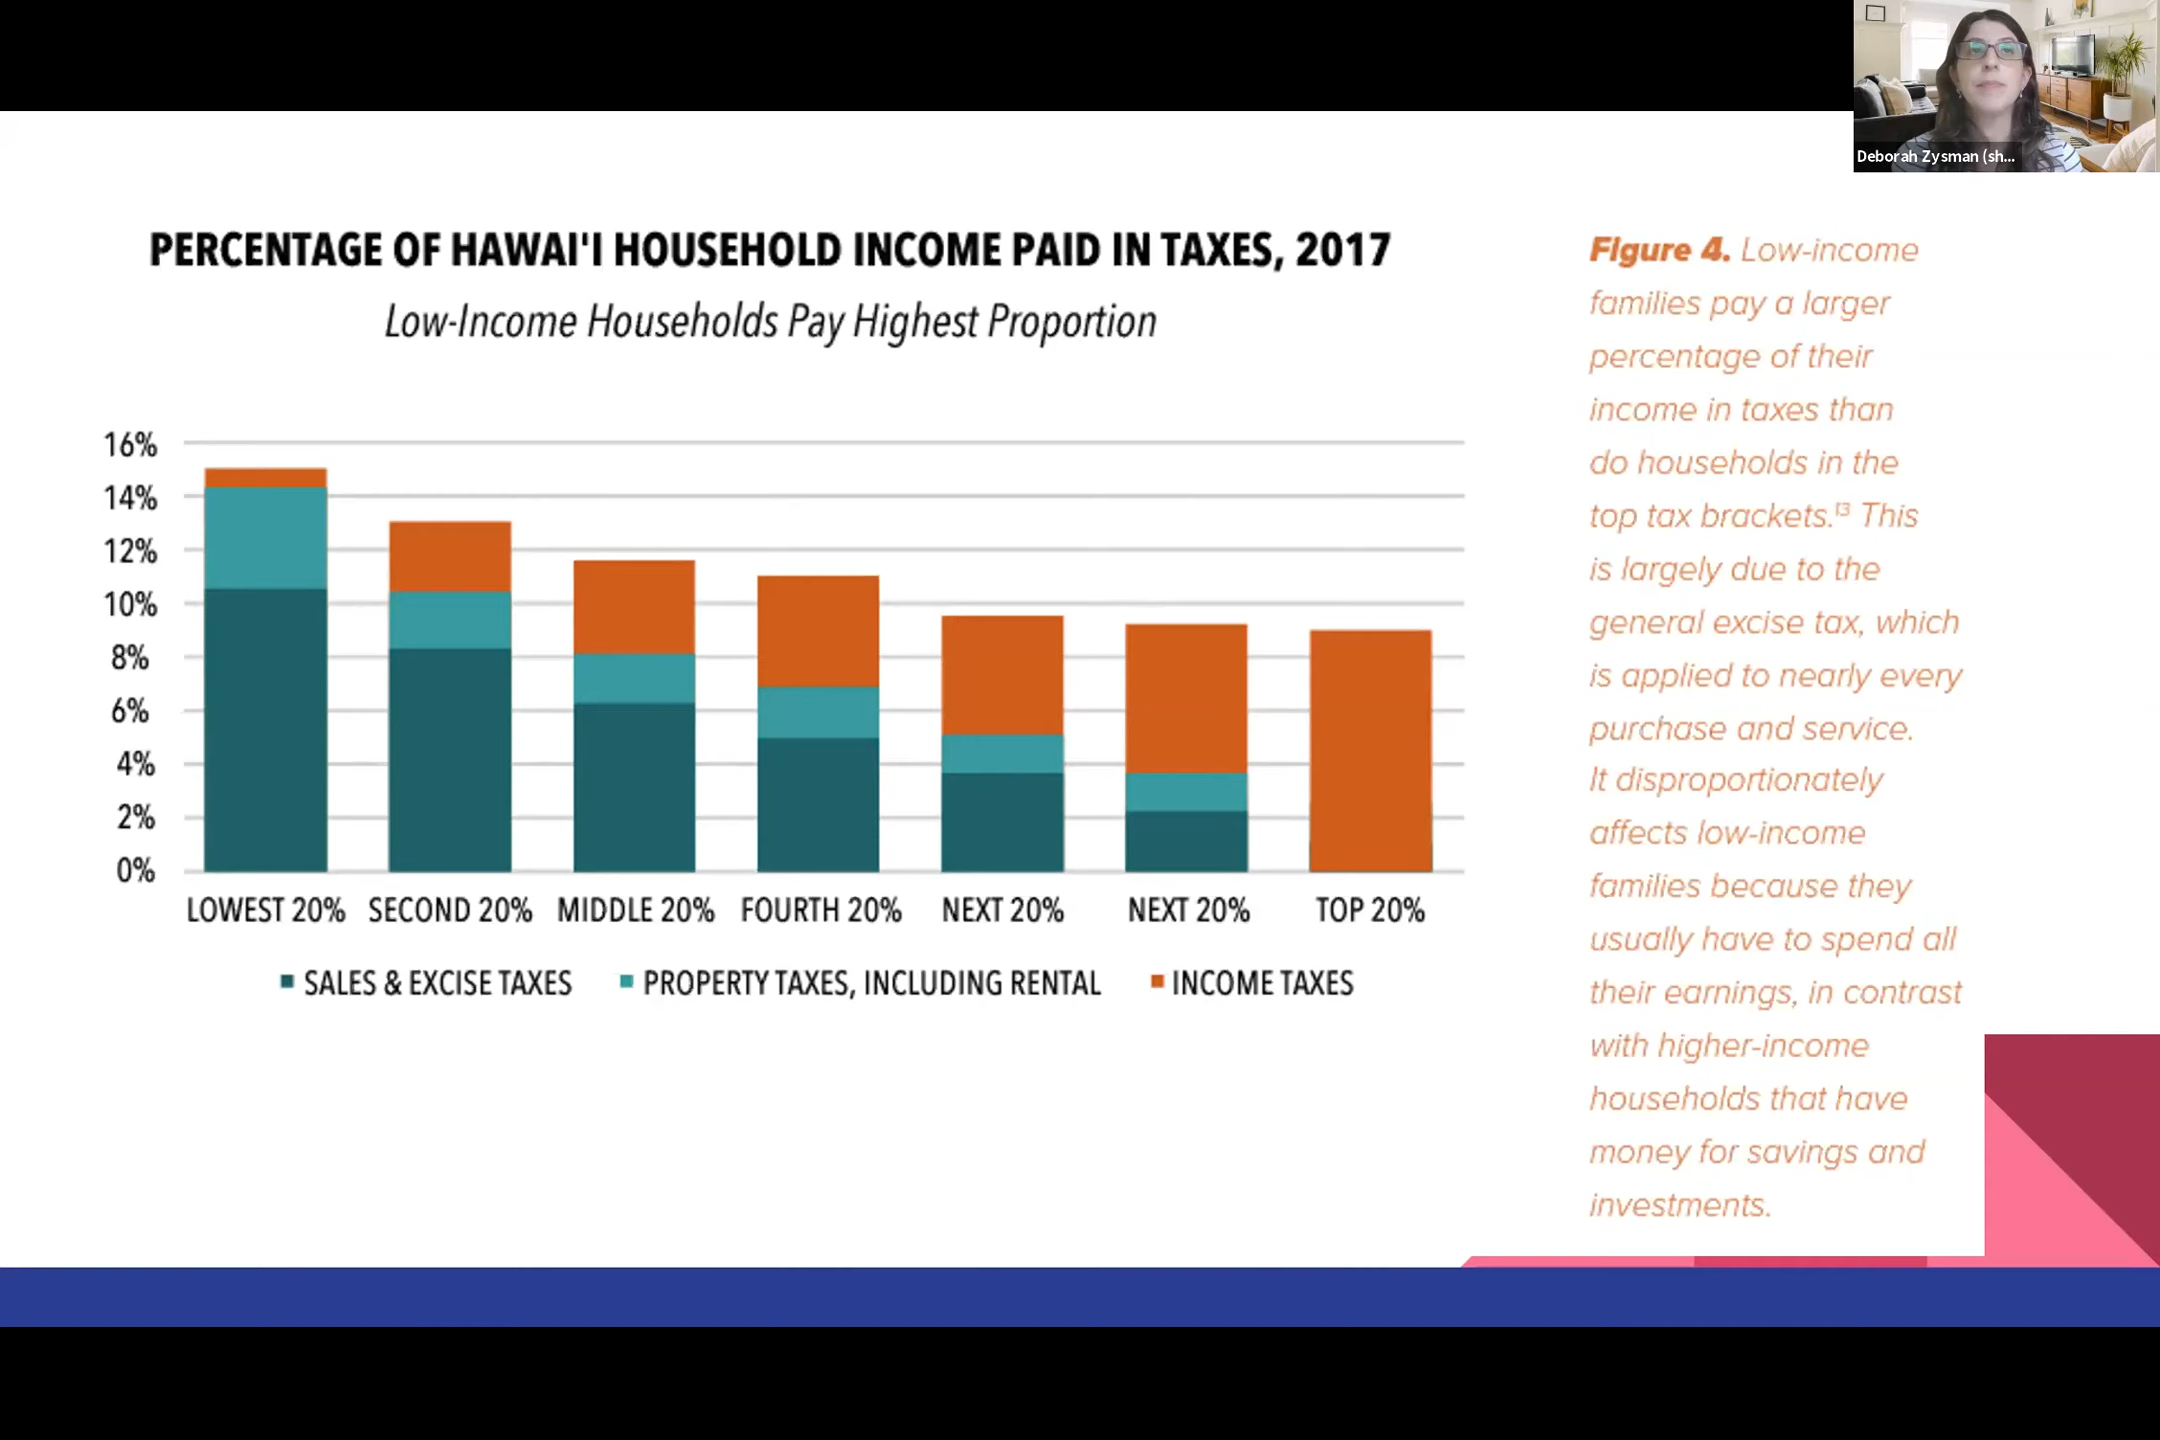 Deborah Zysman (sh...
PERCENTAGE OF HAWAI'I HOUSEHOLD INCOME PAID IN TAXES, 2017
Low-Income Households Pay Highest Proportion
16%
14%
12%
10%
8%
6%
4%
2%
0%
LOWEST 20% SECOND 20% MIDDLE 20% FOURTH 20% NEXT 20% NEXT 20% TOP 20%
SALES & EXCISE TAXES PROPERTY TAXES, INCLUDING RENTAL INCOME TAXES
Figure 4. Low-income
families pay a larger
percentage of their
income in taxes than
do households in the
top tax brackets.¹³ This
is largely due to the
general excise tax, which
is applied to nearly every
purchase and service.
It disproportionately
affects low-income
families because they
usually have to spend all
their earnings, in contrast
with higher-income
households that have
money for savings and
investments.